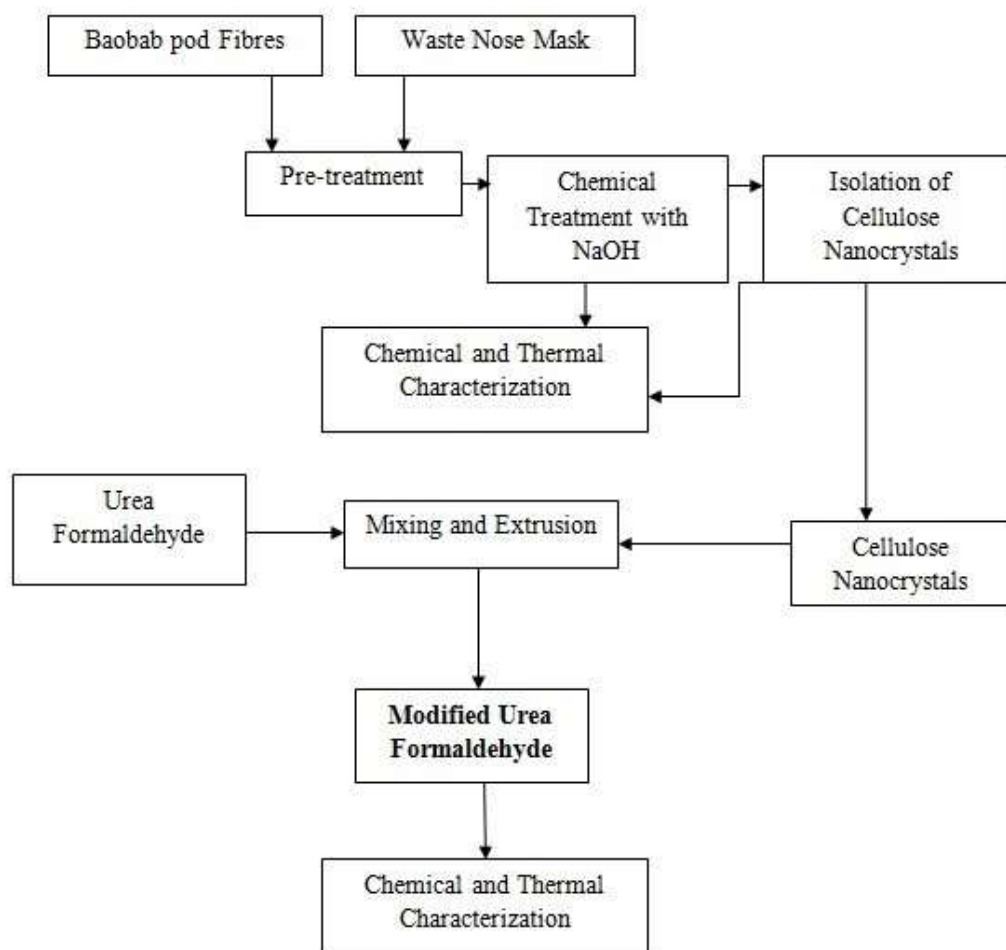 Baobab pod Fibres
Waste Nose Mask
Pre-treatment
Chemical
Treatment with
NaOH
Isolation of
Cellulose
Nanocrystals
Chemical and Thermal
Characterization
Urea
Formaldehyde
Mixing and Extrusion
Cellulose
Nanocrystals
Modified Urea
Formaldehyde
Chemical and Thermal
Characterization